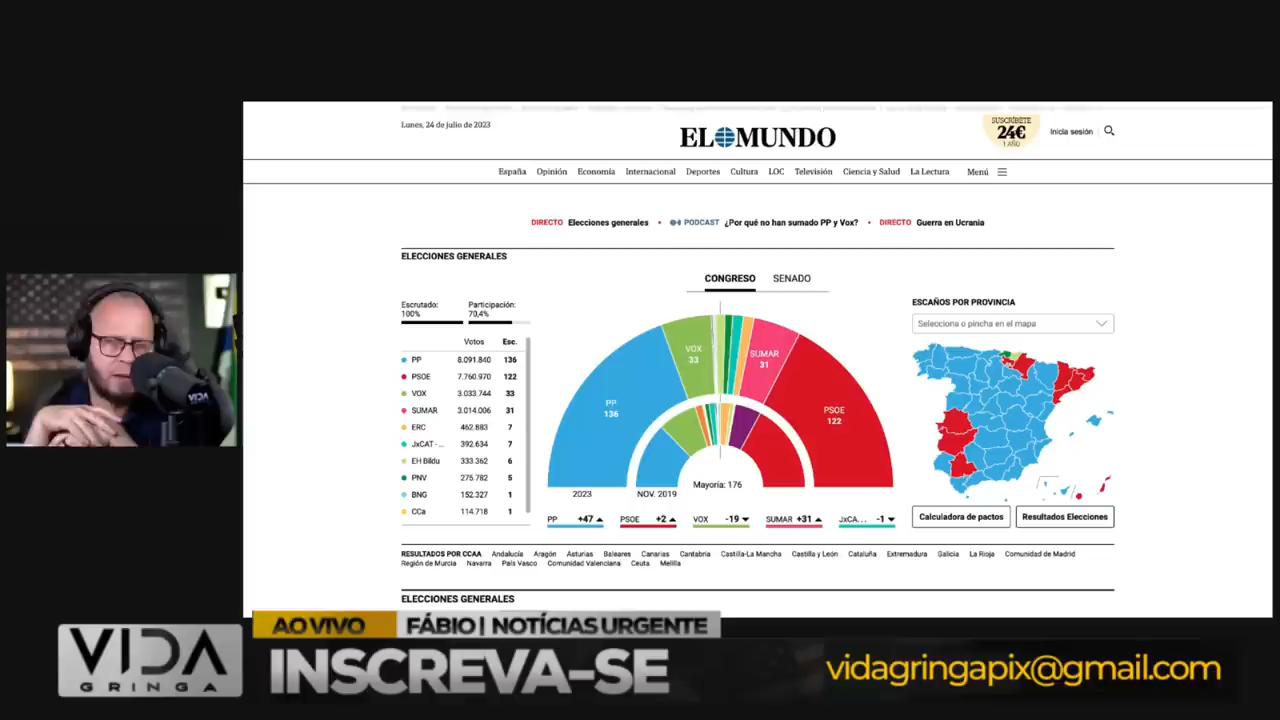 Lunes, 24 de julio de 2023
EL MUNDO
SUSCRÍBETE
24€
1 AÑO
Inicia sesión
España Opinión Economía Internacional Deportes Cultura LOC Televisión Ciencia y Salud La Lectura Menú
DIRECTO Elecciones generales • PODCAST ¿Por qué no han sumado PP y Vox? • DIRECTO Guerra en Ucrania
ELECCIONES GENERALES
CONGRESO SENADO
Escrutado:
100%
Participación:
70,4%
Votos Esc.
PP 8.091.840 136
PSOE 7.760.970 122
VOX 3.033.744 33
SUMAR 3.014.006 31
ERC 462.883 7
JxCAT - ... 392.634 7
EH Bildu 333.362 6
PNV 275.782 5
BNG 152.327 1
CCa 114.718 1
PP
136
VOX
33
SUMAR
31
PSOE
122
2023
NOV. 2019
Mayoría: 176
PP +47 PSOE +2 VOX -19 SUMAR +31 JxCA... -1
ESCAÑOS POR PROVINCIA
Selecciona o pincha en el mapa
Calculadora de pactos
Resultados Elecciones
RESULTADOS POR CCAA Andalucía Aragón Asturias Baleares Canarias Cantabria Castilla-La Mancha Castilla y León Cataluña Extremadura Galicia La Rioja Comunidad de Madrid
Región de Murcia Navarra País Vasco Comunidad Valenciana Ceuta Melilla
ELECCIONES GENERALES
VIDA
AO VIVO
FÁBIO | NOTÍCIAS URGENTE
VIDA
GRINGA
INSCREVA-SE
vidagringapix@gmail.com